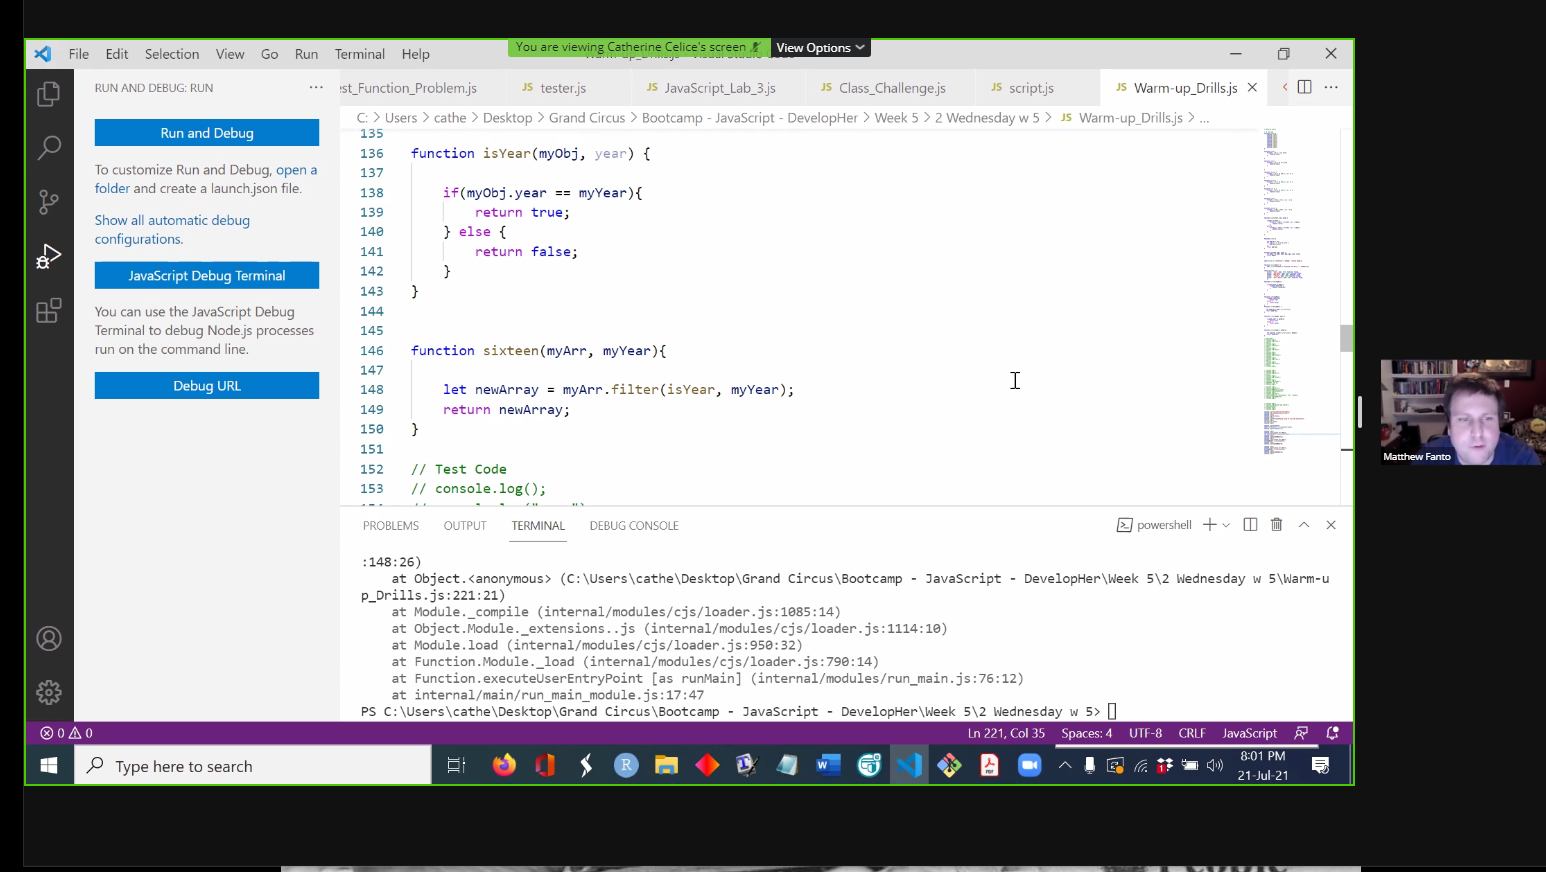 You are viewing Catherine Celice's screen
View Options
File Edit Selection View Go Run Terminal Help
RUN AND DEBUG: RUN
est_Function_Problem.js
JS tester.js
JS JavaScript_Lab_3.js
JS Class_Challenge.js
JS script.js
JS Warm-up_Drills.js
C: > Users > cathe > Desktop > Grand Circus > Bootcamp - JavaScript - DevelopHer > Week 5 > 2 Wednesday w 5 > JS Warm-up_Drills.js > ...
Run and Debug
To customize Run and Debug, open a
folder and create a launch.json file.
Show all automatic debug
configurations.
JavaScript Debug Terminal
You can use the JavaScript Debug
Terminal to debug Node.js processes
run on the command line.
Debug URL
135
136 function isYear(myObj, year) {
137
138 if(myObj.year == myYear){
139 return true;
140 } else {
141 return false;
142 }
143 }
144
145
146 function sixteen(myArr, myYear){
147
148 let newArray = myArr.filter(isYear, myYear);
149 return newArray;
150 }
151
152 // Test Code
153 // console.log();
PROBLEMS OUTPUT TERMINAL DEBUG CONSOLE
powershell
:148:26)
at Object.<anonymous> (C:\Users\cathe\Desktop\Grand Circus\Bootcamp - JavaScript - DevelopHer\Week 5\2 Wednesday w 5\Warm-u
p_Drills.js:221:21)
at Module._compile (internal/modules/cjs/loader.js:1085:14)
at Object.Module._extensions..js (internal/modules/cjs/loader.js:1114:10)
at Module.load (internal/modules/cjs/loader.js:950:32)
at Function.Module._load (internal/modules/cjs/loader.js:790:14)
at Function.executeUserEntryPoint [as runMain] (internal/modules/run_main.js:76:12)
at internal/main/run_main_module.js:17:47
PS C:\Users\cathe\Desktop\Grand Circus\Bootcamp - JavaScript - DevelopHer\Week 5\2 Wednesday w 5>
0 0
Ln 221, Col 35 Spaces: 4 UTF-8 CRLF JavaScript
Type here to search
8:01 PM
21-Jul-21
Matthew Fanto